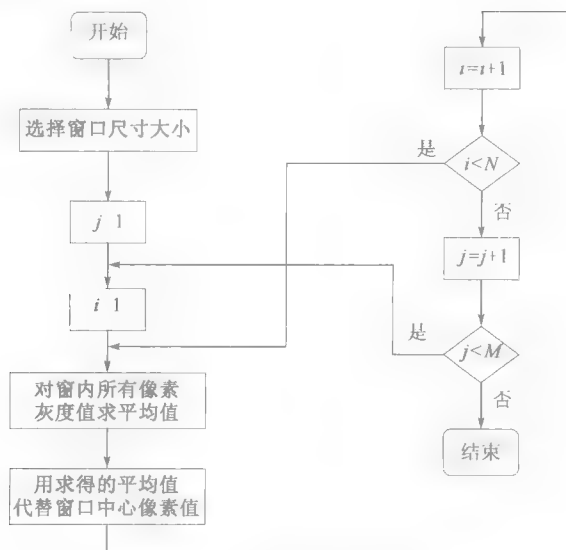 开始
选择窗口尺寸大小
j 1
i 1
对窗内所有像素
灰度值求平均值
用求得的平均值
代替窗口中心像素值
i=i+1
是
i<N
否
j=j+1
是
j<M
否
结束